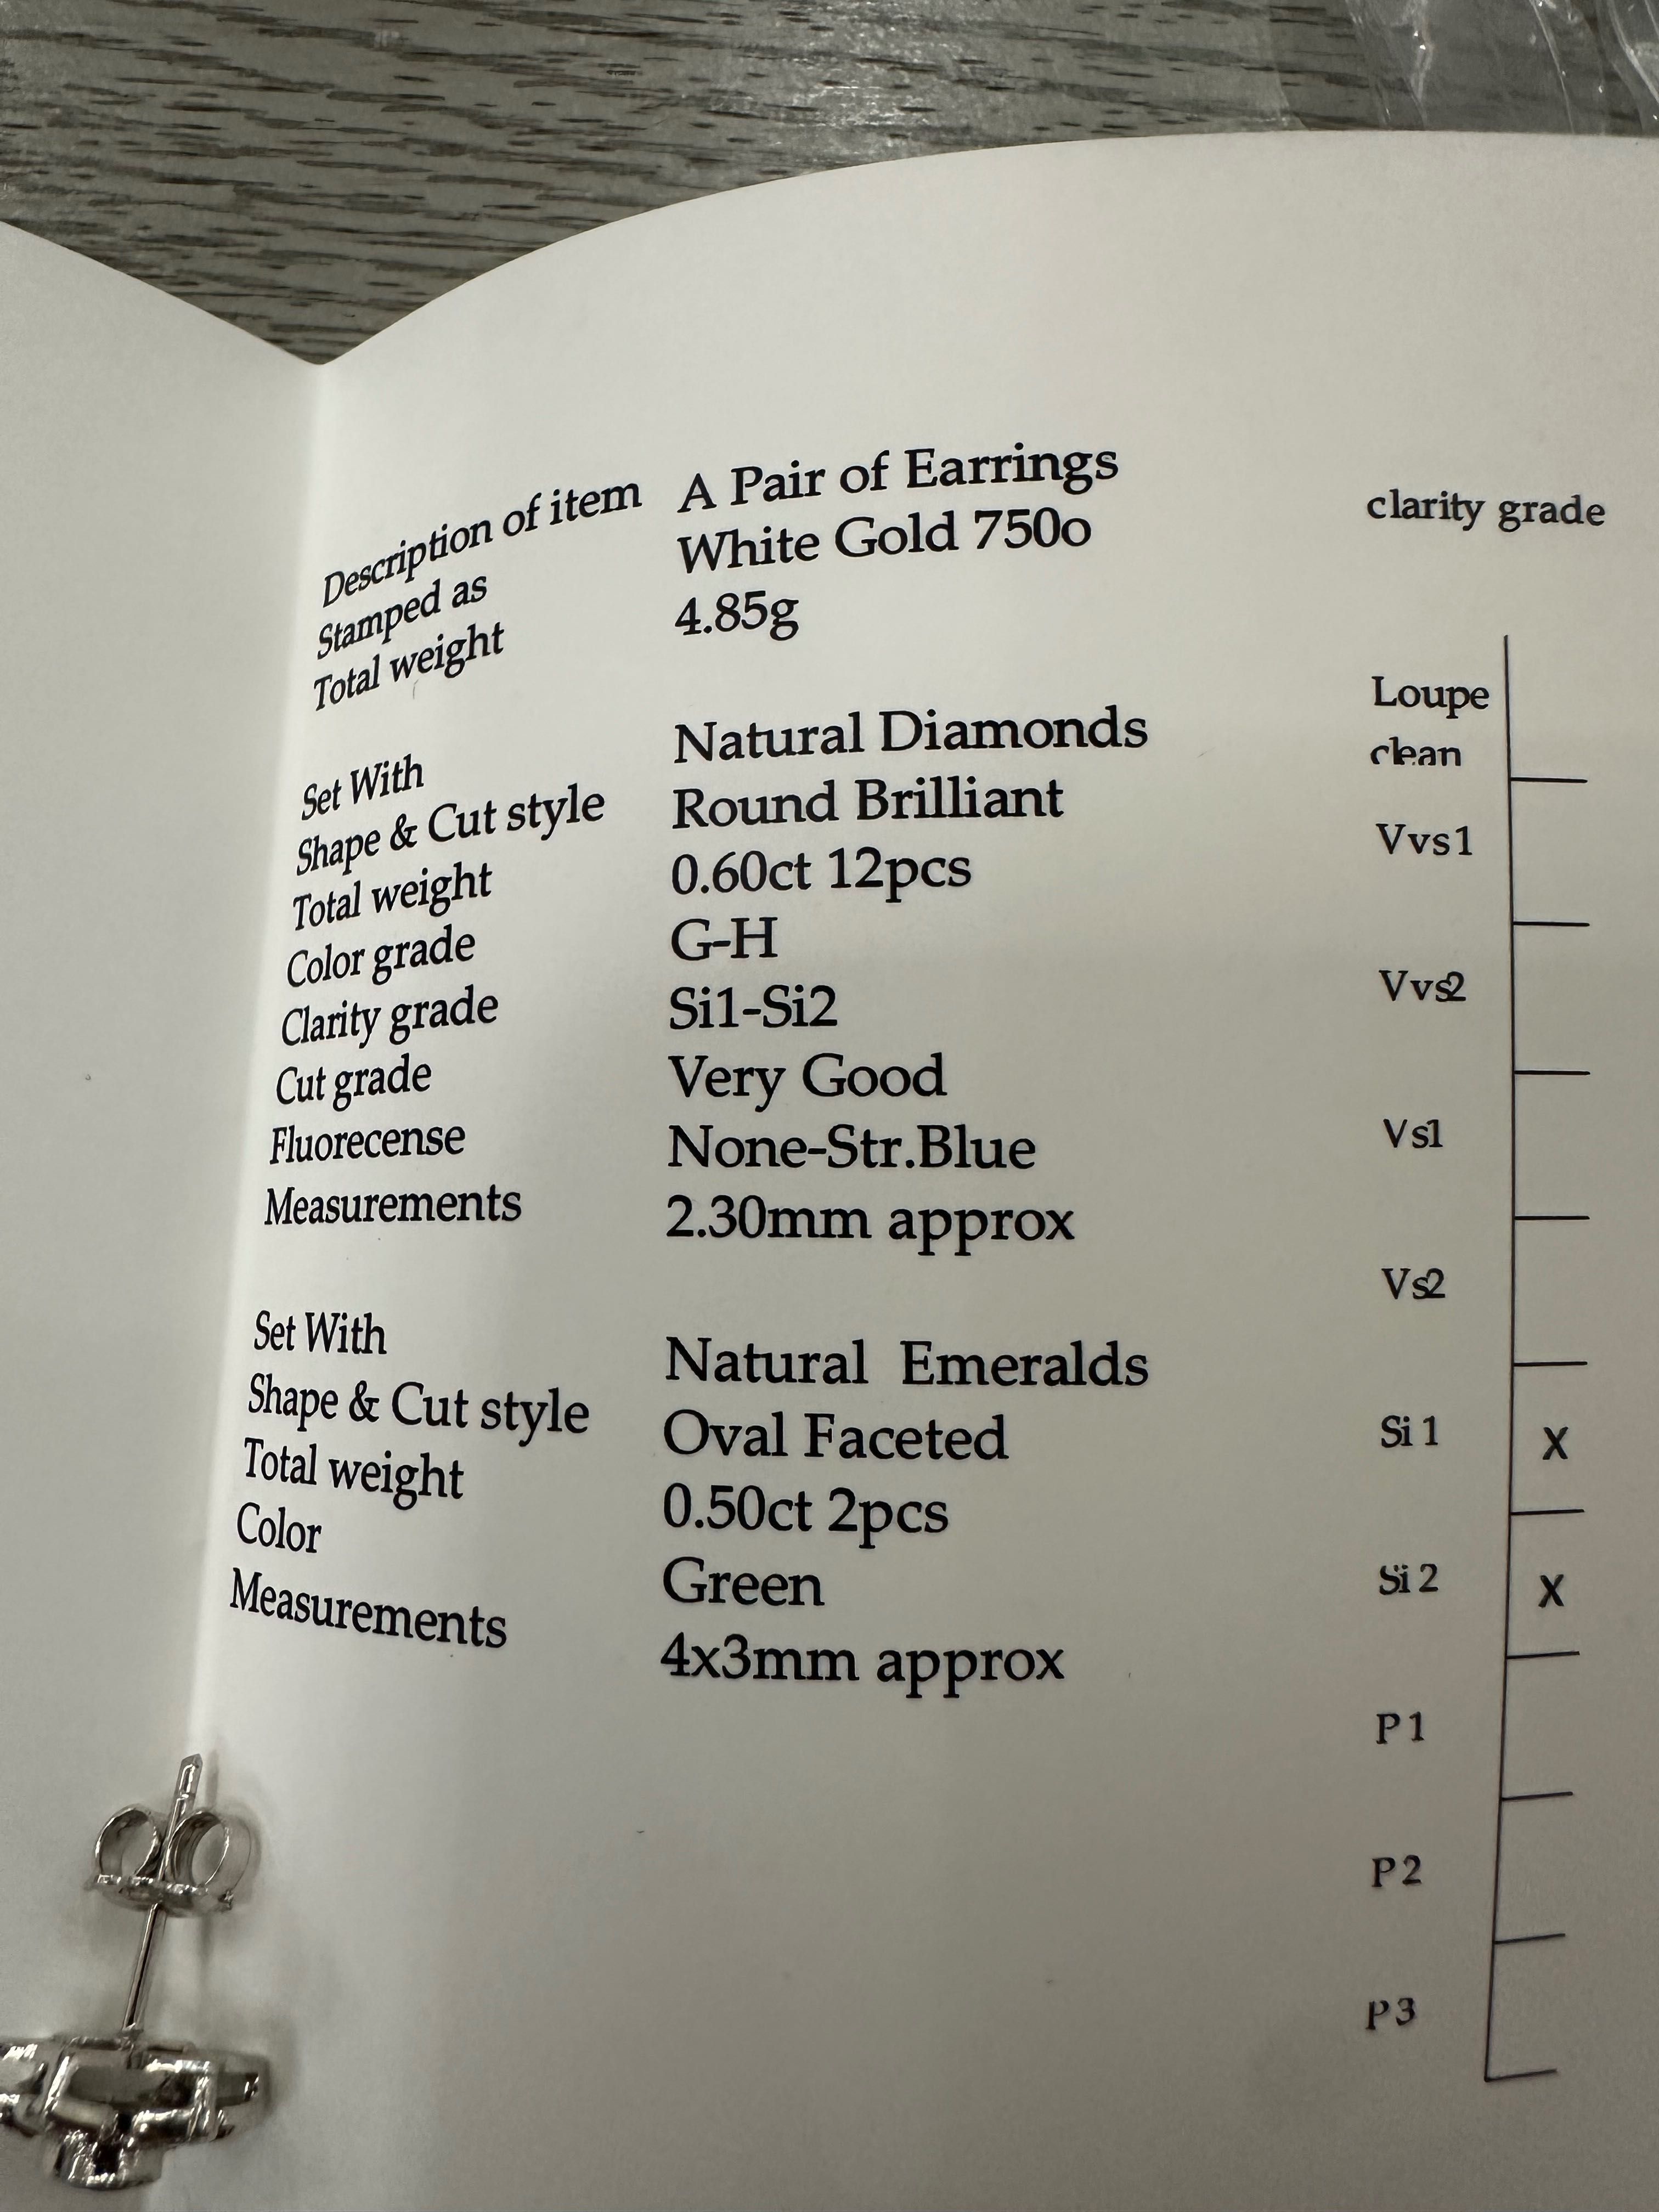 Description of item A Pair of Earrings
Stamped as White Gold 750o
Total weight 4.85g
Set With Natural Diamonds
Shape & Cut style Round Brilliant
Total weight 0.60ct 12pcs
Color grade G-H
Clarity grade Si1-Si2
Cut grade Very Good
Fluorecense None-Str.Blue
Measurements 2.30mm approx
Set With Natural Emeralds
Shape & Cut style Oval Faceted
Total weight 0.50ct 2pcs
Color Green
Measurements 4x3mm approx
clarity grade
Loupe
clean
Vvs1
Vvs2
Vs1
Vs2
Si 1 X
Si 2 X
P 1
P 2
P 3